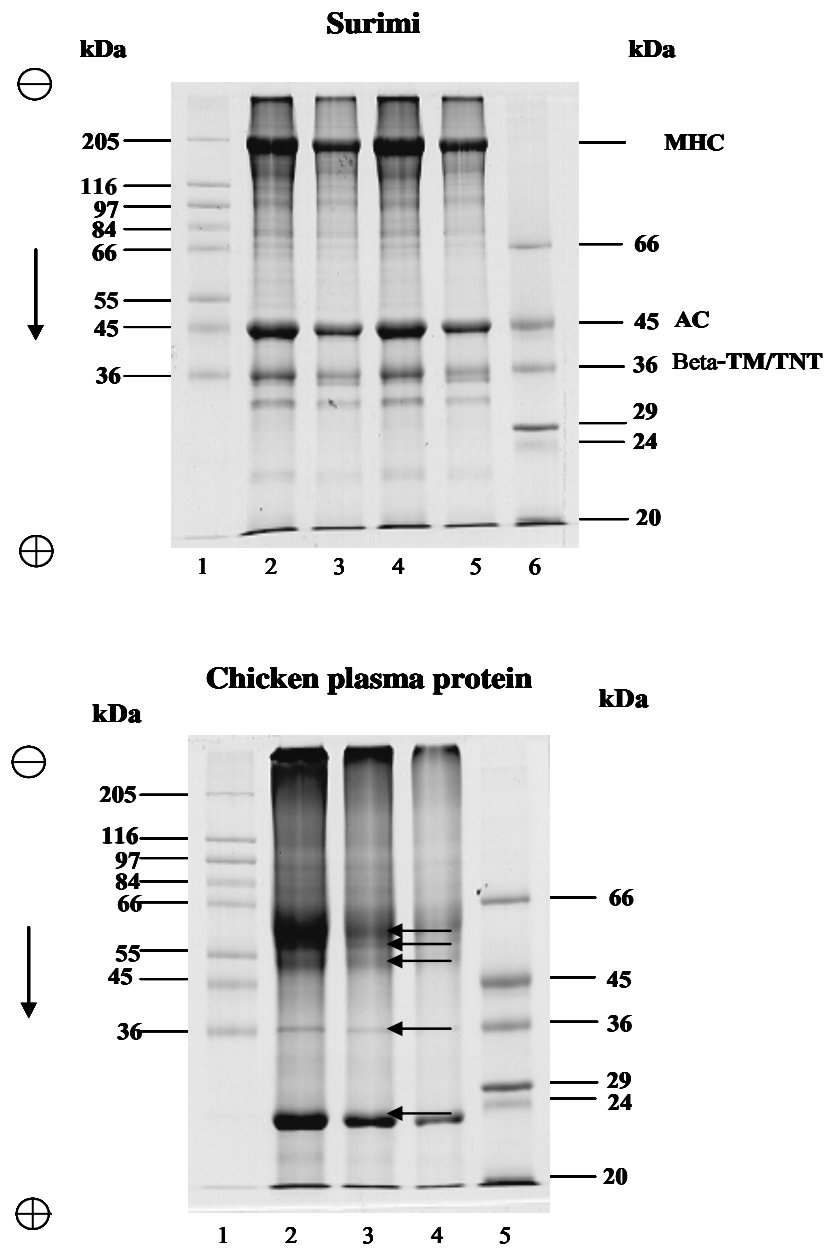 Surimi
kDa kDa
205 MHC
116
97
84
66 66
55
45 45 AC
36 36 Beta-TM/TNT
29
24
20
1 2 3 4 5 6
Chicken plasma protein
kDa kDa
205
116
97
84
66 66
55
45 45
36 36
29
24
20
1 2 3 4 5